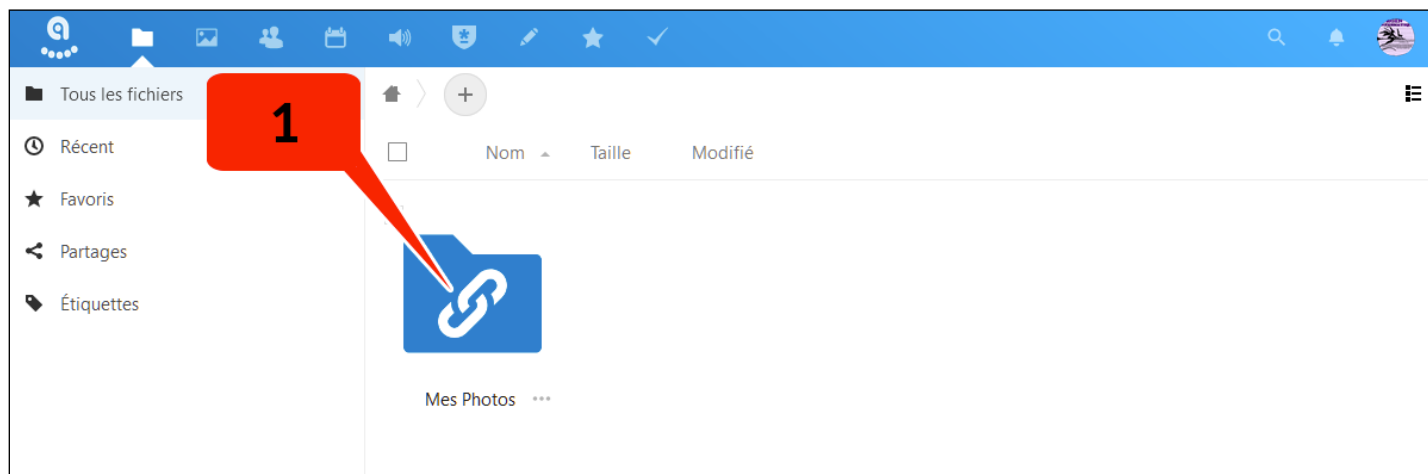 Tous les fichiers
1
Récent
Nom Taille Modifié
Favoris
Partages
Étiquettes
Mes Photos